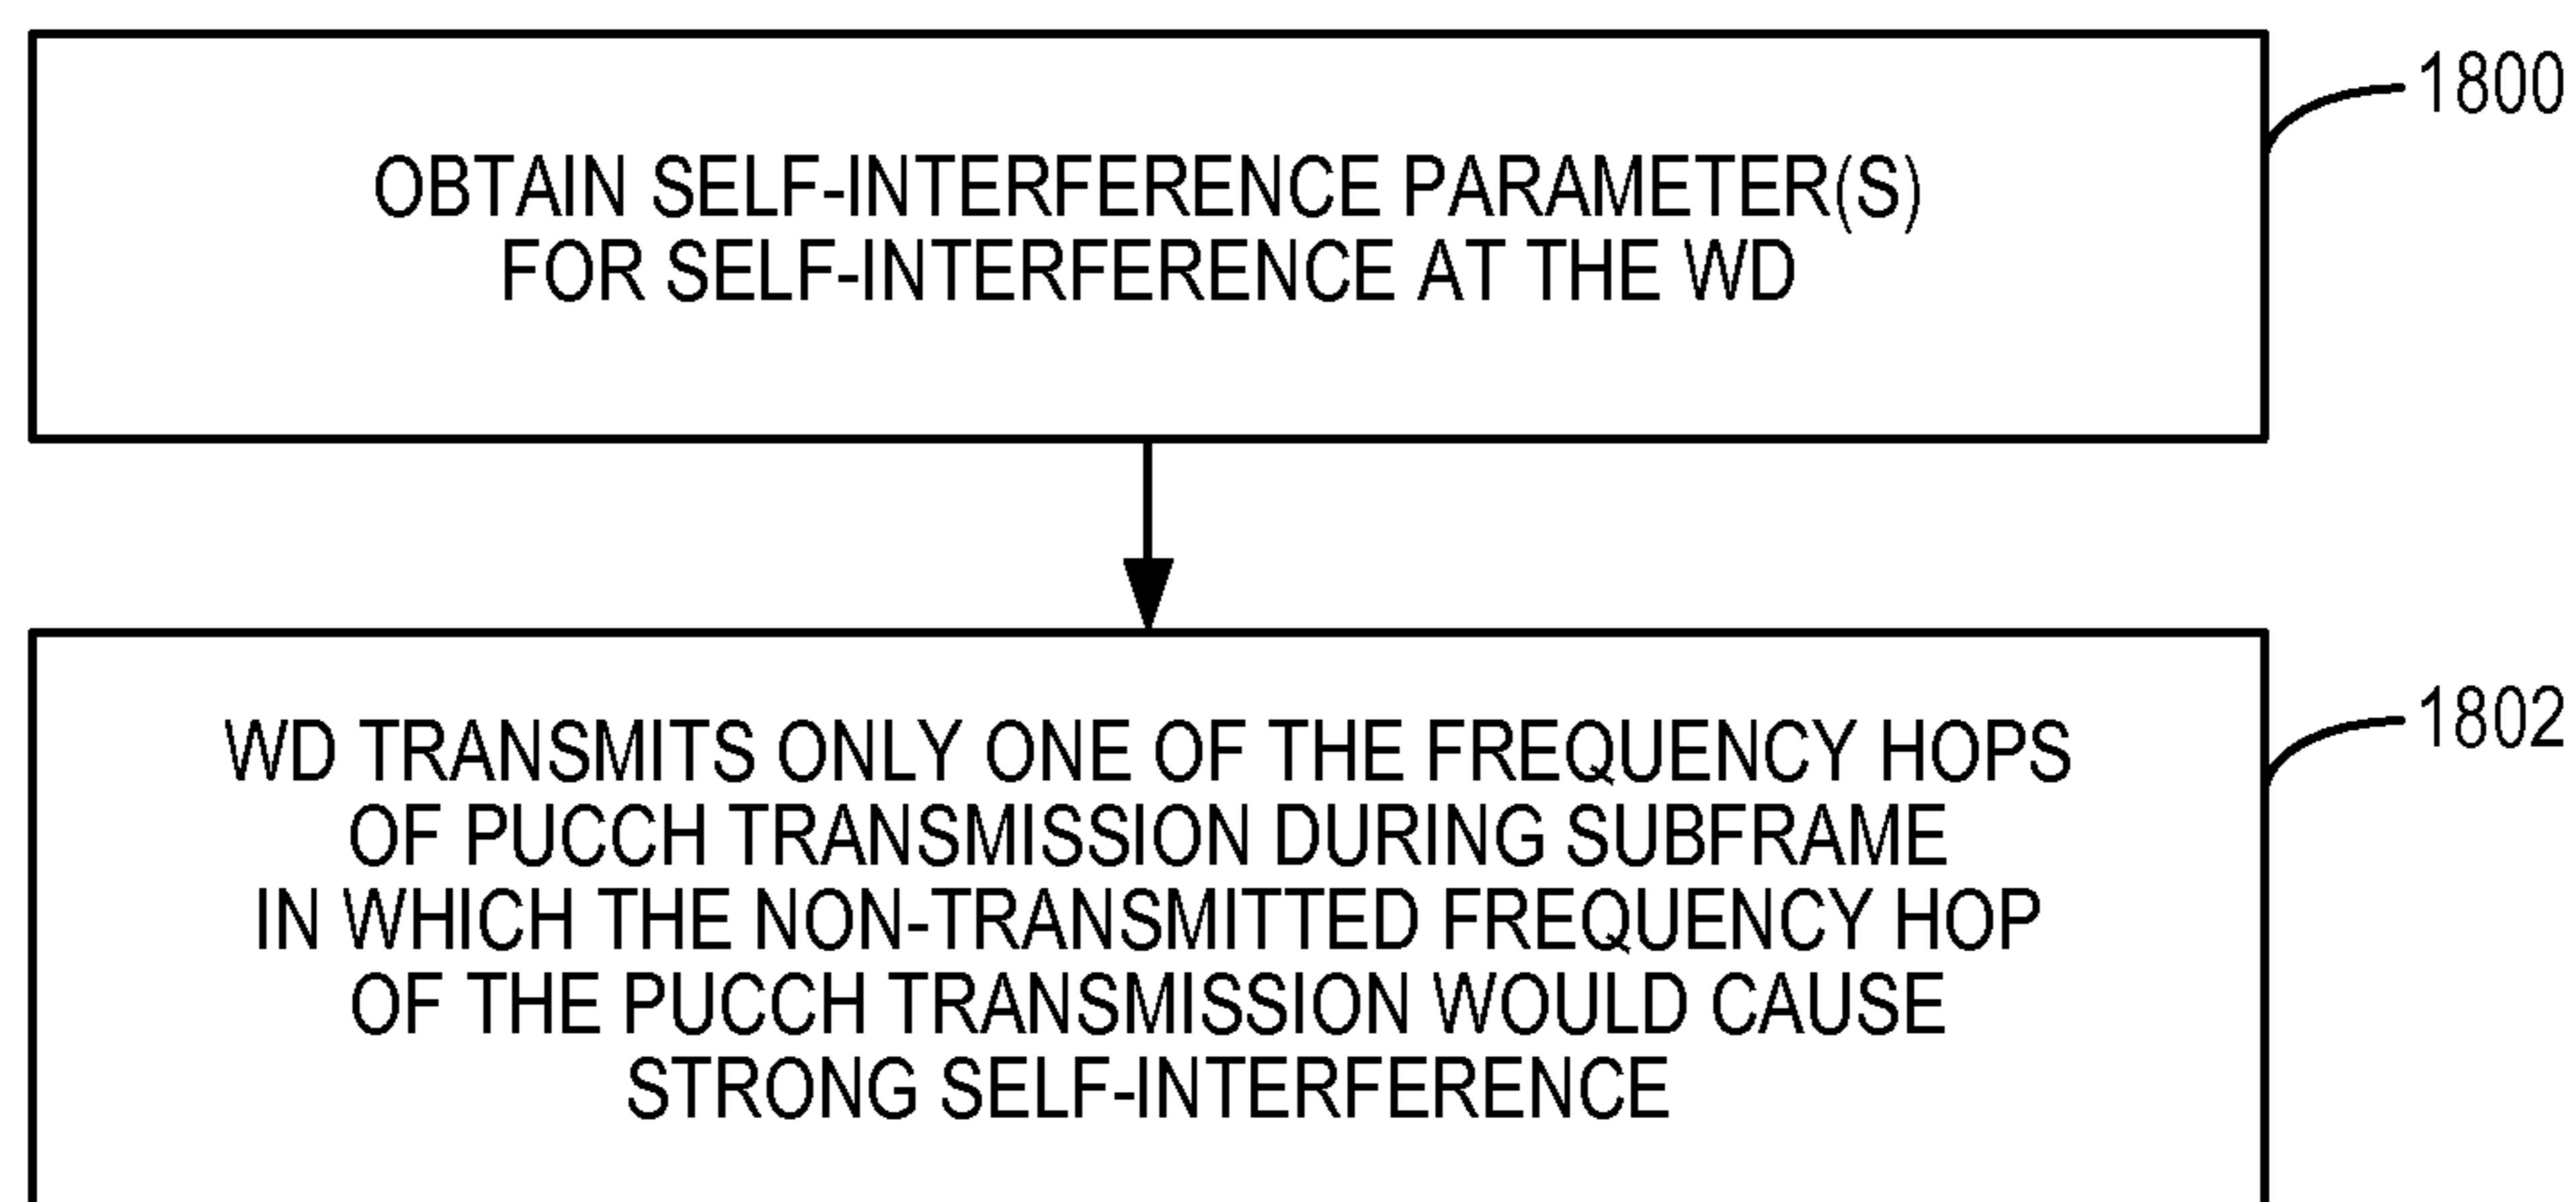 1800
OBTAIN SELF-INTERFERENCE PARAMETER(S)
FOR SELF-INTERFERENCE AT THE WD
1802
WD TRANSMITS ONLY ONE OF THE FREQUENCY HOPS
OF PUCCH TRANSMISSION DURING SUBFRAME
IN WHICH THE NON-TRANSMITTED FREQUENCY HOP
OF THE PUCCH TRANSMISSION WOULD CAUSE
STRONG SELF-INTERFERENCE